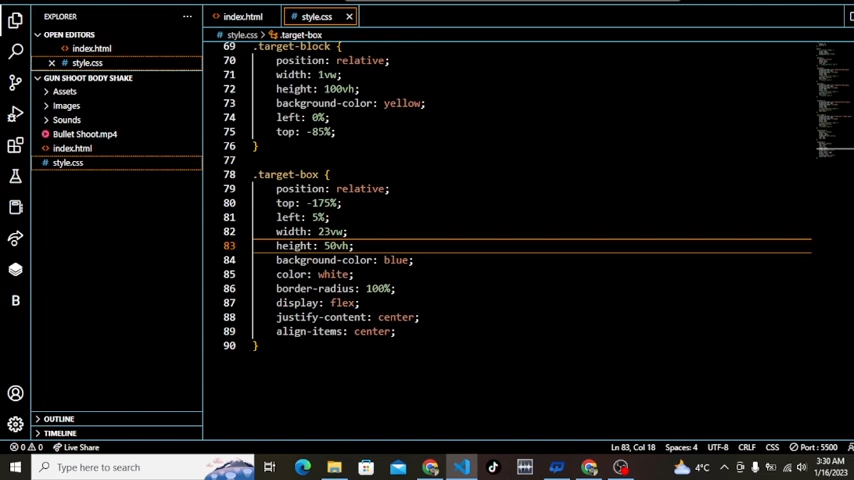 EXPLORER
index.html
style.css
OPEN EDITORS
index.html
style.css
GUN SHOOT BODY SHAKE
Assets
Images
Sounds
Bullet Shoot.mp4
index.html
style.css
OUTLINE
TIMELINE
style.css > .target-box
69 .target-block {
70 position: relative;
71 width: 1vw;
72 height: 100vh;
73 background-color: yellow;
74 left: 0%;
75 top: -85%;
76 }
77
78 .target-box {
79 position: relative;
80 top: -175%;
81 left: 5%;
82 width: 23vw;
83 height: 50vh;
84 background-color: blue;
85 color: white;
86 border-radius: 100%;
87 display: flex;
88 justify-content: center;
89 align-items: center;
90 }
0 0 Live Share Ln 83, Col 18 Spaces: 4 UTF-8 CRLF CSS Port : 5500
Type here to search 4°C 3:30 AM
1/16/2023